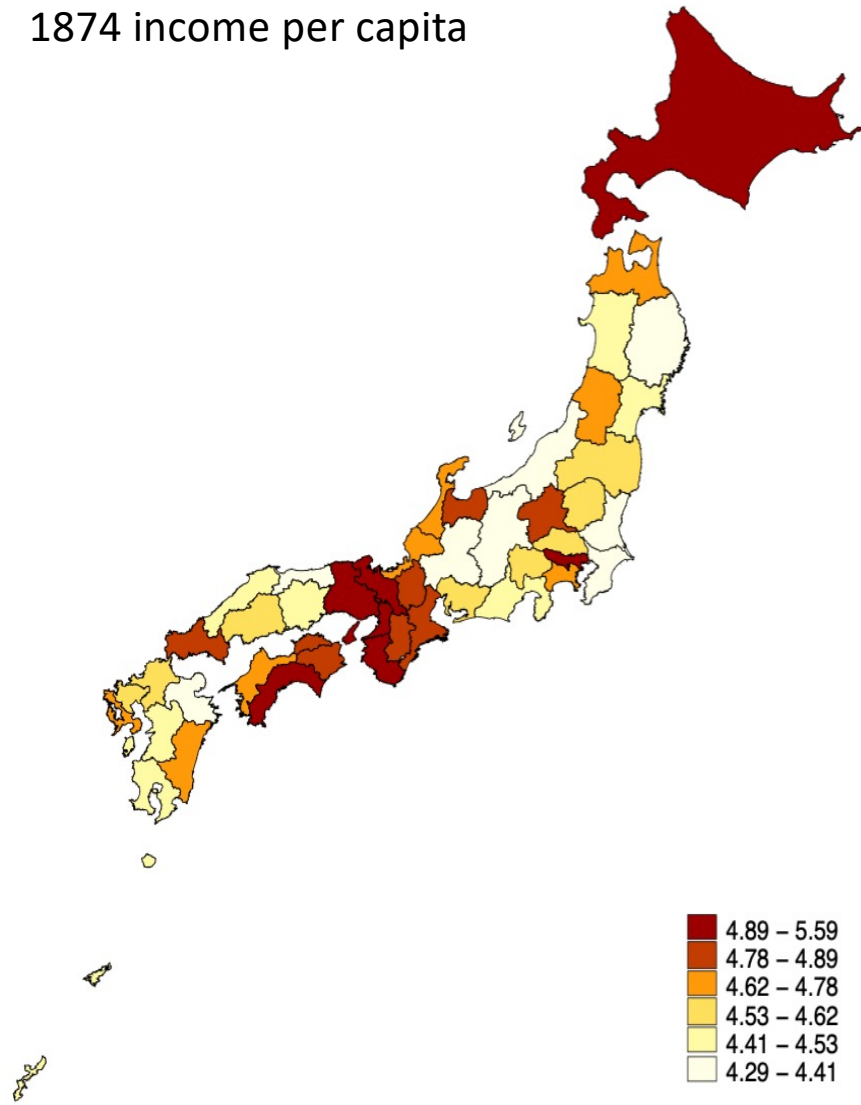 1874 income per capita
4.89 – 5.59
4.78 – 4.89
4.62 – 4.78
4.53 – 4.62
4.41 – 4.53
4.29 – 4.41